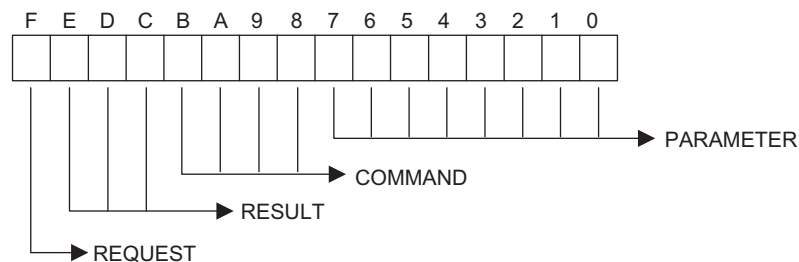 F E D C B A 9 8 7 6 5 4 3 2 1 0
PARAMETER
COMMAND
RESULT
REQUEST